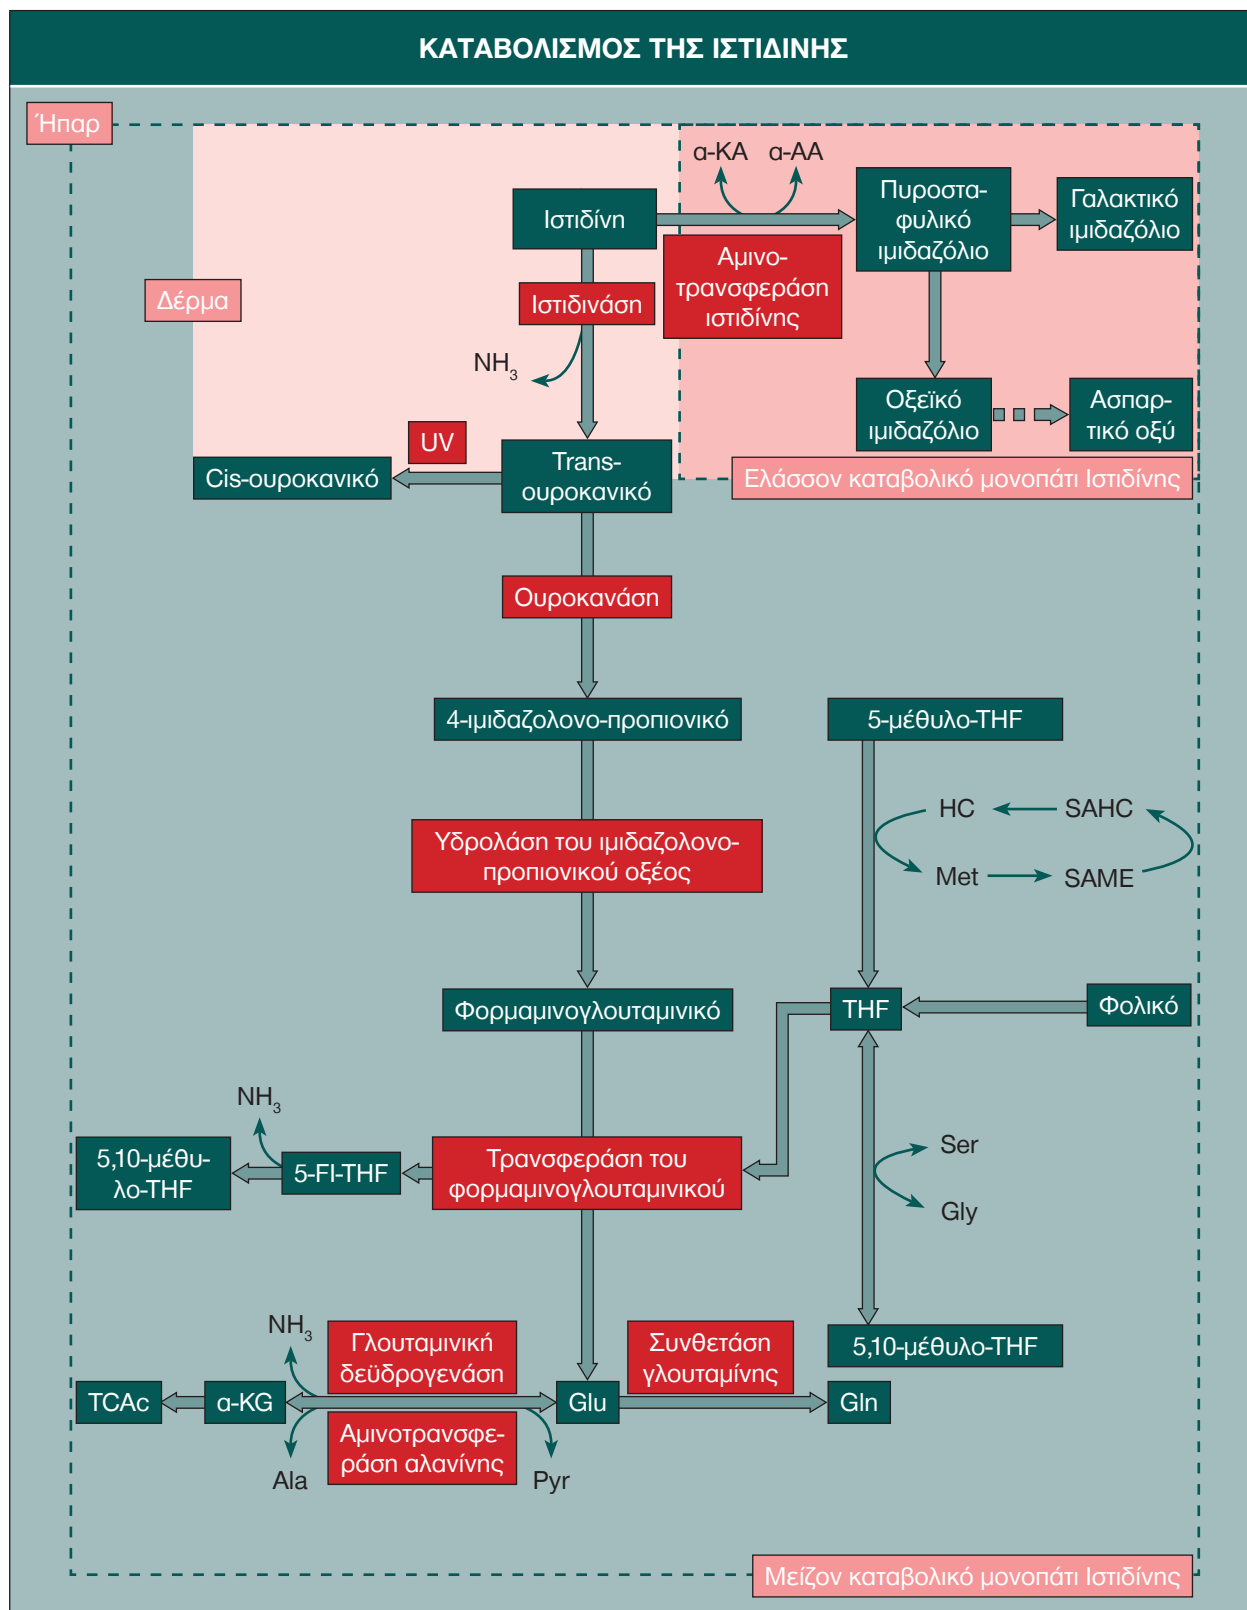 ΚΑΤΑΒΟΛΙΣΜΟΣ ΤΗΣ ΙΣΤΙΔΙΝΗΣ
Ήπαρ
α-ΚΑ
α-ΑΑ
Ιστιδίνη
Πυροστα-
φυλικό
ιμιδαζόλιο
Γαλακτικό
ιμιδαζόλιο
Αμινο-
τρανσφεράση
ιστιδίνης
Δέρμα
Ιστιδινάση
NH3
Οξεϊκό
ιμιδαζόλιο
Ασπαρ-
τικό οξύ
UV
Cis-ουροκανικό
Trans-
ουροκανικό
Ελάσσον καταβολικό μονοπάτι Ιστιδίνης
Ουροκανάση
4-ιμιδαζολονο-προπιονικό
5-μέθυλο-THF
HC
SAHC
Met
SAME
Υδρολάση του ιμιδαζολονο-
προπιονικού οξέος
Φορμαμινογλουταμινικό
THF
Φολικό
NH3
5,10-μέθυ-
λο-THF
5-FI-THF
Τρανσφεράση του
φορμαμινογλουταμινικού
Ser
Gly
NH3
Γλουταμινική
δεϋδρογενάση
Συνθετάση
γλουταμίνης
5,10-μέθυλο-THF
TCAc
α-KG
Glu
Gln
Αμινοτρανσφε-
ράση αλανίνης
Ala
Pyr
Μείζον καταβολικό μονοπάτι Ιστιδίνης